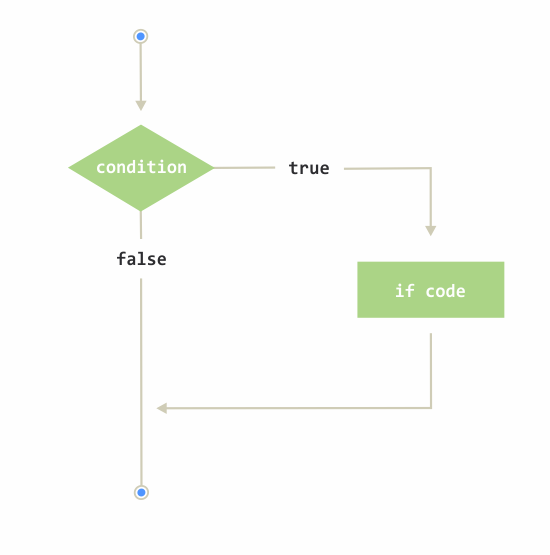 condition
true
false
if code